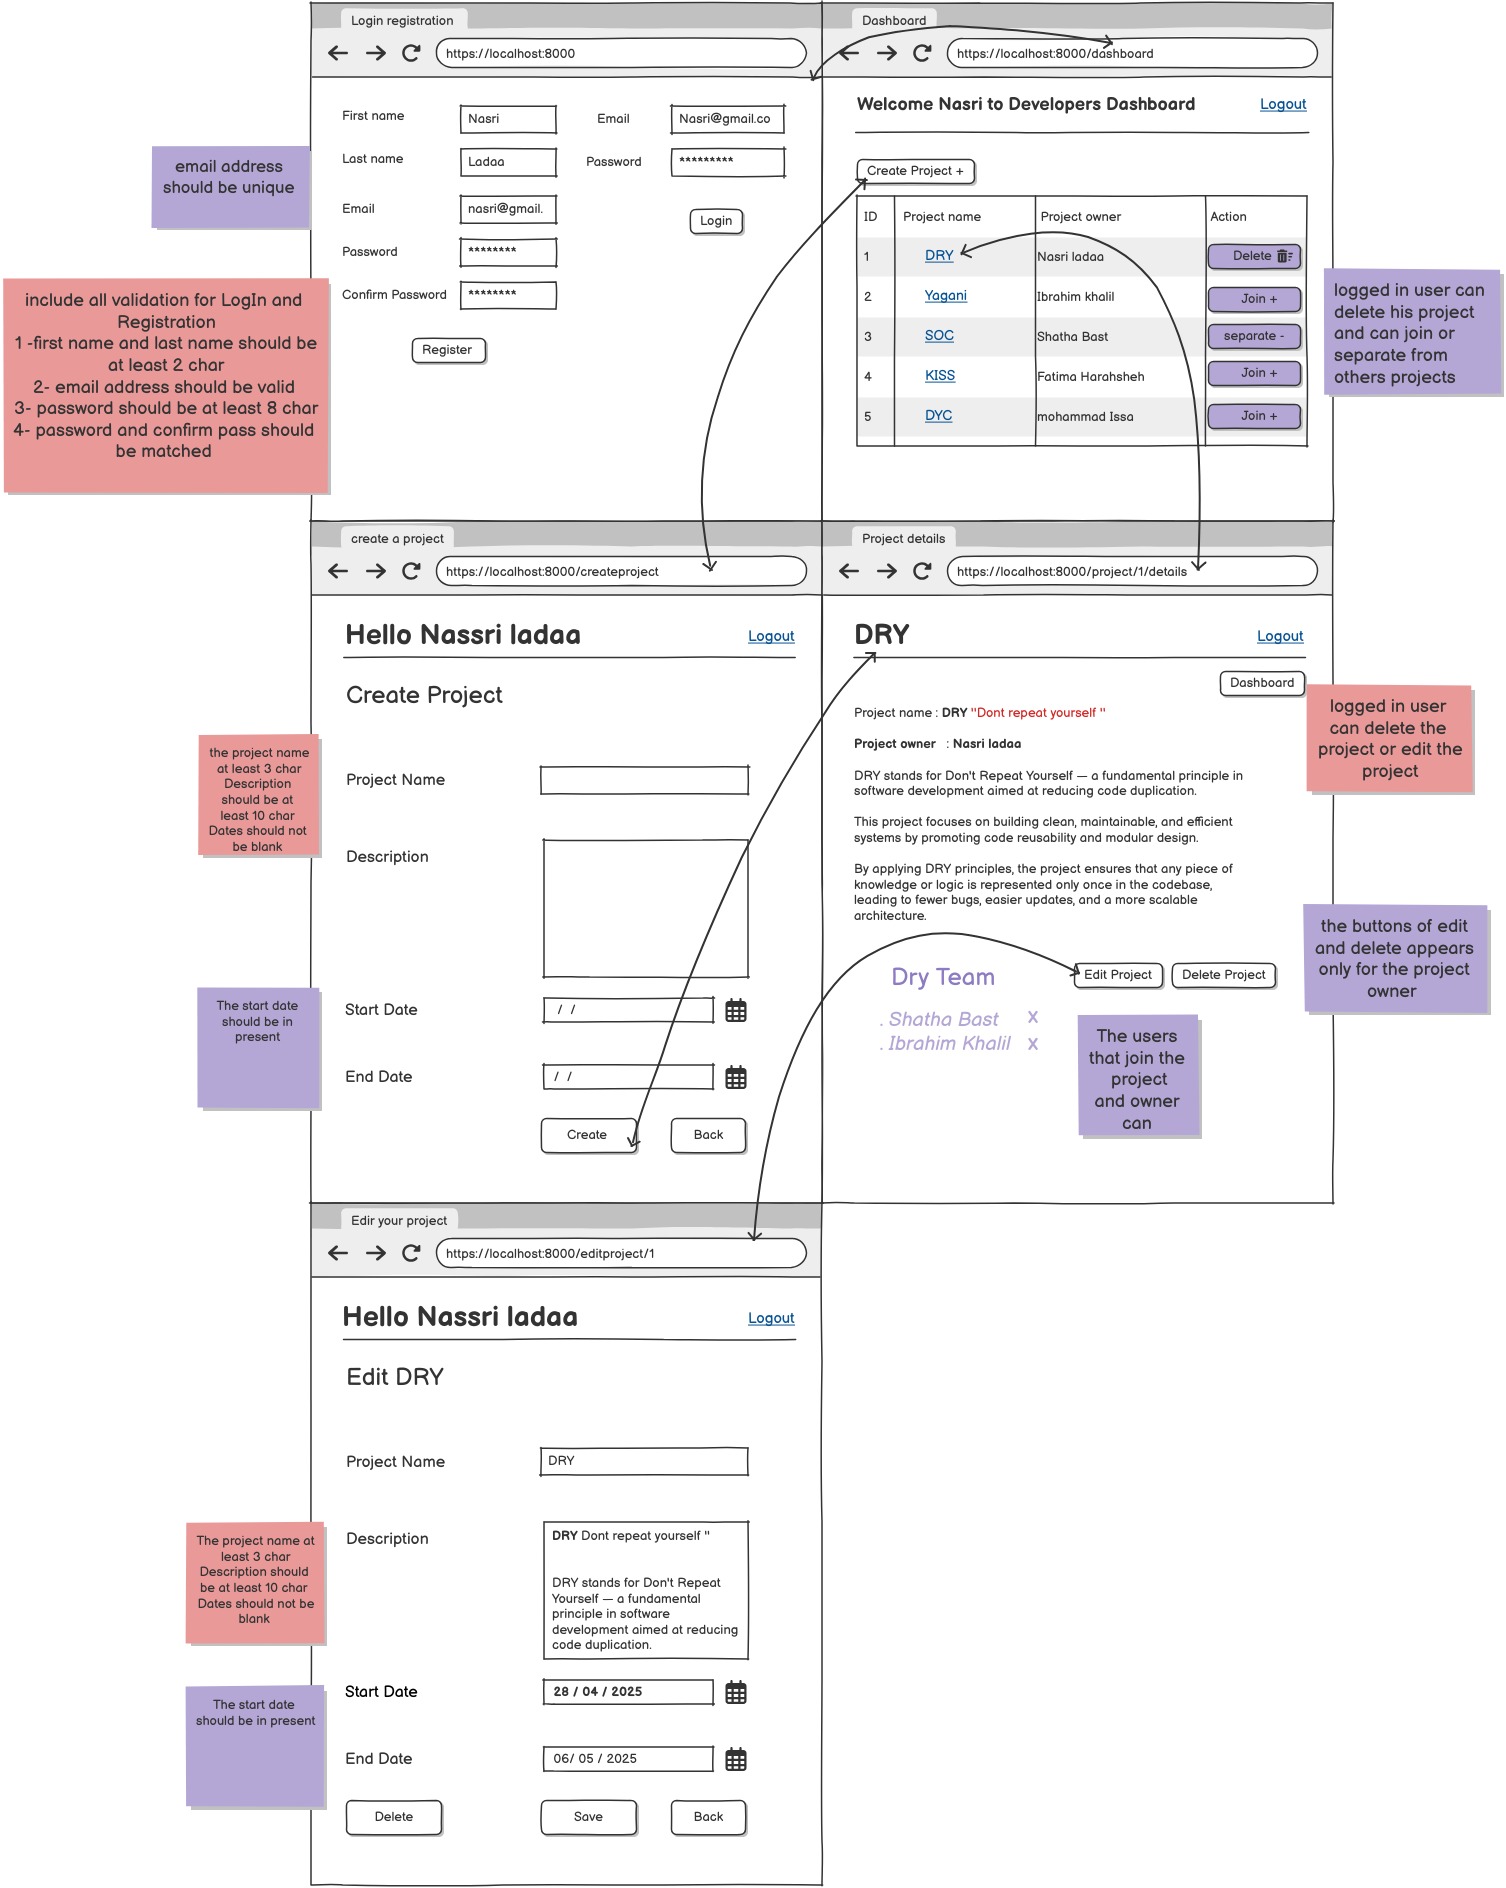 Login registration
https://localhost:8000
First name
Nasri
Email
Nasri@gmail.co
Last name
Ladaa
Password
*********
Email
nasri@gmail.
Login
Password
********
Confirm Password
********
Register
email address
should be unique
include all validation for LogIn and
Registration
1 -first name and last name should be
at least 2 char
2- email address should be valid
3- password should be at least 8 char
4- password and confirm pass should
be matched
Dashboard
https://localhost:8000/dashboard
Welcome Nasri to Developers Dashboard
Logout
Create Project +
ID Project name Project owner Action
1 DRY Nasri ladaa Delete
2 Yagani Ibrahim khalil Join +
3 SOC Shatha Bast separate -
4 KISS Fatima Harahsheh Join +
5 DYC mohammad Issa Join +
logged in user can
delete his project
and can join or
separate from
others projects
create a project
https://localhost:8000/createproject
Hello Nassri ladaa
Logout
Create Project
Project Name
Description
Start Date
/ /
End Date
/ /
Create
Back
the project name
at least 3 char
Description
should be at
least 10 char
Dates should not
be blank
The start date
should be in
present
Project details
https://localhost:8000/project/1/details
DRY
Logout
Dashboard
Project name : DRY "Dont repeat yourself "
Project owner : Nasri ladaa
DRY stands for Don't Repeat Yourself — a fundamental principle in
software development aimed at reducing code duplication.
This project focuses on building clean, maintainable, and efficient
systems by promoting code reusability and modular design.
By applying DRY principles, the project ensures that any piece of
knowledge or logic is represented only once in the codebase,
leading to fewer bugs, easier updates, and a more scalable
architecture.
Dry Team
Edit Project
Delete Project
. Shatha Bast X
. Ibrahim Khalil X
The users
that join the
project
and owner
can
logged in user
can delete the
project or edit the
project
the buttons of edit
and delete appears
only for the project
owner
Edir your project
https://localhost:8000/editproject/1
Hello Nassri ladaa
Logout
Edit DRY
Project Name
DRY
Description
DRY Dont repeat yourself "
DRY stands for Don't Repeat
Yourself — a fundamental
principle in software
development aimed at reducing
code duplication.
Start Date
28 / 04 / 2025
End Date
06/ 05 / 2025
Delete
Save
Back
The project name at
least 3 char
Description should
be at least 10 char
Dates should not be
blank
The start date
should be in present